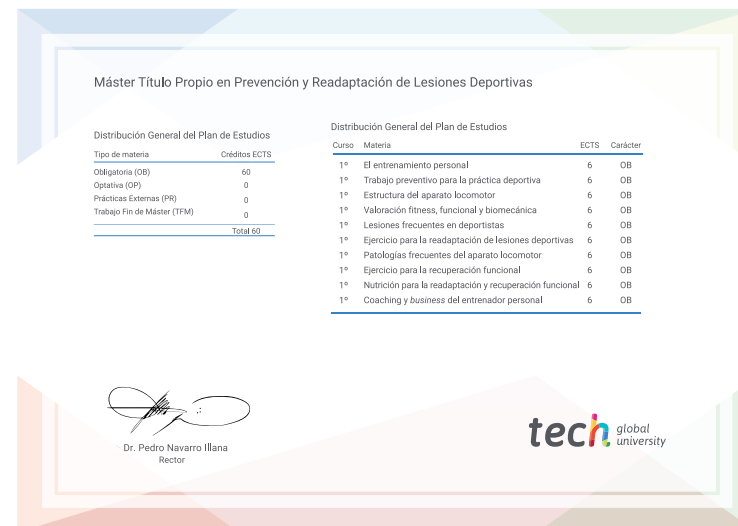 Máster Título Propio en Prevención y Readaptación de Lesiones Deportivas
Distribución General del Plan de Estudios
Tipo de materia Créditos ECTS
Obligatoria (OB) 60
Optativa (OP) 0
Prácticas Externas (PR) 0
Trabajo Fin de Máster (TFM) 0
Total 60
Distribución General del Plan de Estudios
Curso Materia ECTS Carácter
1º El entrenamiento personal 6 OB
1º Trabajo preventivo para la práctica deportiva 6 OB
1º Estructura del aparato locomotor 6 OB
1º Valoración fitness, funcional y biomecánica 6 OB
1º Lesiones frecuentes en deportistas 6 OB
1º Ejercicio para la readaptación de lesiones deportivas 6 OB
1º Patologías frecuentes del aparato locomotor 6 OB
1º Ejercicio para la recuperación funcional 6 OB
1º Nutrición para la readaptación y recuperación funcional 6 OB
1º Coaching y business del entrenador personal 6 OB
Dr. Pedro Navarro Illana
Rector
tech global
university